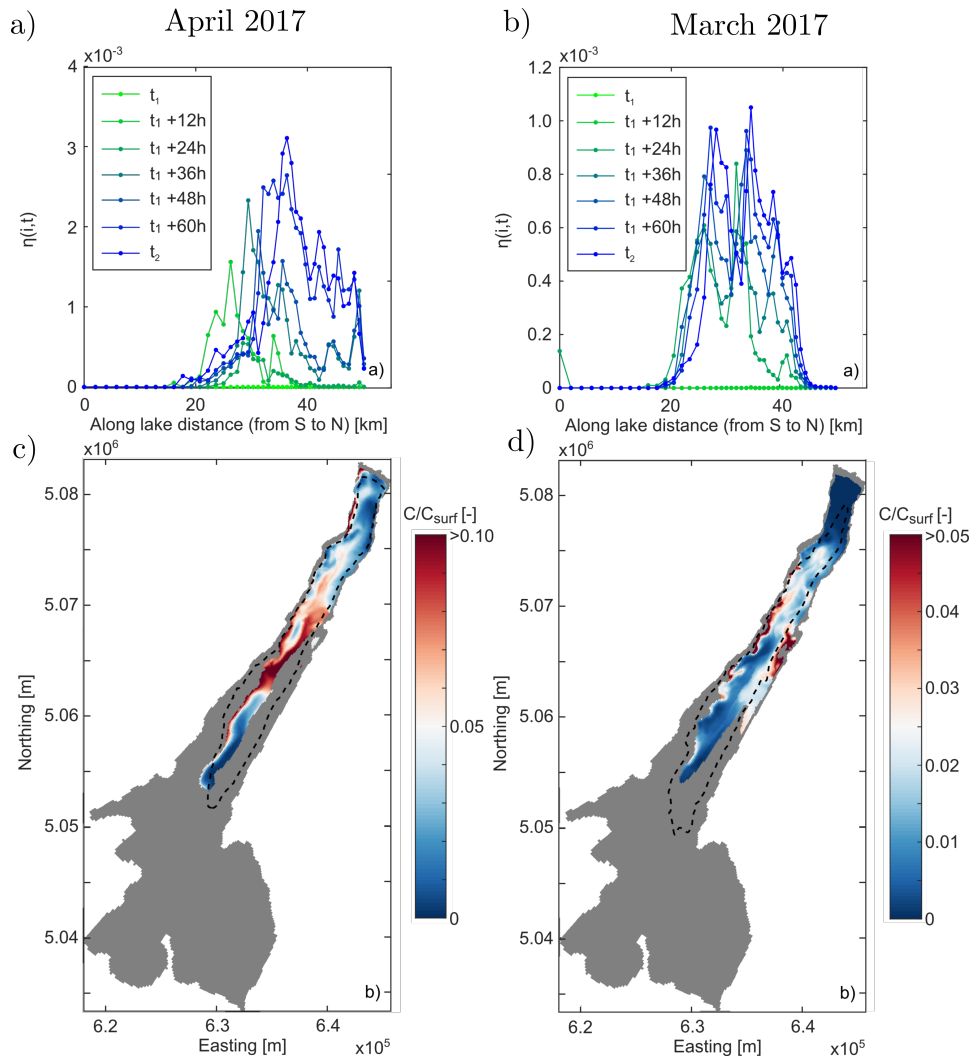 a)
April 2017
b)
March 2017
x10⁻³
4
3
2
1
0
η(i,t)
t₁
t₁ +12h
t₁ +24h
t₁ +36h
t₁ +48h
t₁ +60h
t₂
a)
0 20 40
Along lake distance (from S to N) [km]
x10⁻³
1.2
1.0
0.8
0.6
0.4
0.2
0
η(i,t)
t₁
t₁ +12h
t₁ +24h
t₁ +36h
t₁ +48h
t₁ +60h
t₂
a)
0 20 40
Along lake distance (from S to N) [km]
c)
x10⁶
5.08
5.07
5.06
5.05
5.04
Northing [m]
C/Csurf [-]
>0.10
0.05
0
b)
6.2 6.3 6.4
Easting [m]
x10⁵
d)
x10⁶
5.08
5.07
5.06
5.05
5.04
Northing [m]
C/Csurf [-]
>0.05
0.04
0.03
0.02
0.01
0
b)
6.2 6.3 6.4
Easting [m]
x10⁵